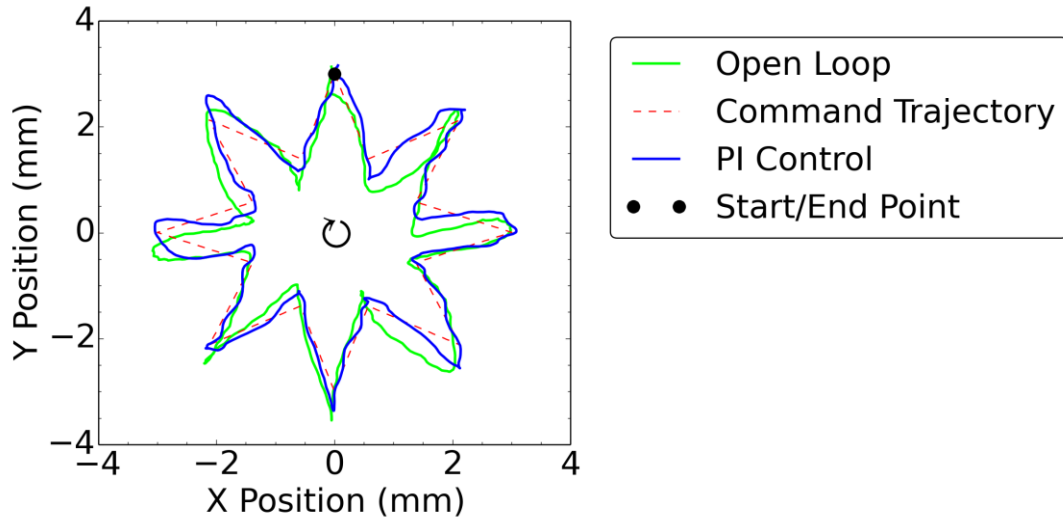 4
2
0
−2
−4
−4 −2 0 2 4
Y Position (mm)
X Position (mm)
Open Loop
Command Trajectory
PI Control
Start/End Point